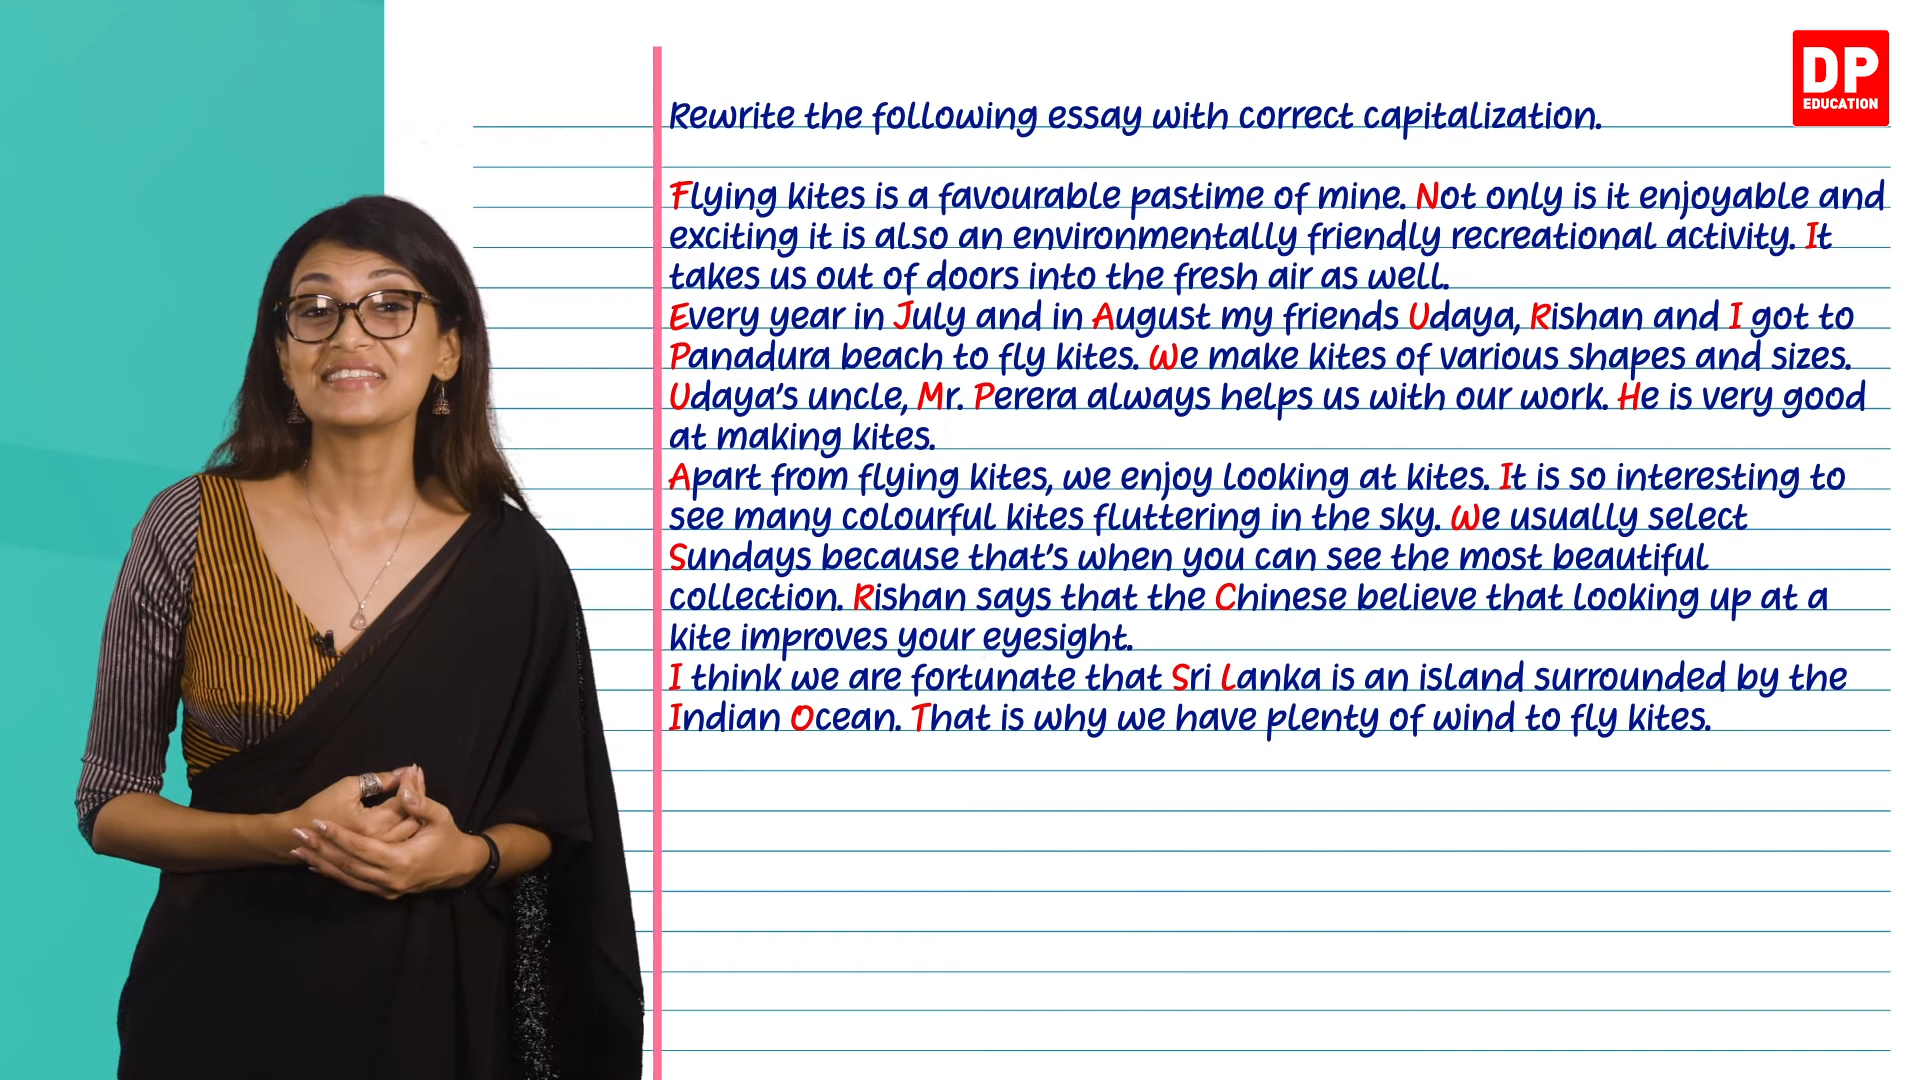 DP
EDUCATION
Rewrite the following essay with correct capitalization.
Flying kites is a favourable pastime of mine. Not only is it enjoyable and
exciting it is also an environmentally friendly recreational activity. It
takes us out of doors into the fresh air as well.
Every year in July and in August my friends Udaya, Rishan and I got to
Panadura beach to fly kites. We make kites of various shapes and sizes.
Udaya's uncle, Mr. Perera always helps us with our work. He is very good
at making kites.
Apart from flying kites, we enjoy looking at kites. It is so interesting to
see many colourful kites fluttering in the sky. We usually select
Sundays because that's when you can see the most beautiful
collection. Rishan says that the Chinese believe that looking up at a
kite improves your eyesight.
I think we are fortunate that Sri Lanka is an island surrounded by the
Indian Ocean. That is why we have plenty of wind to fly kites.